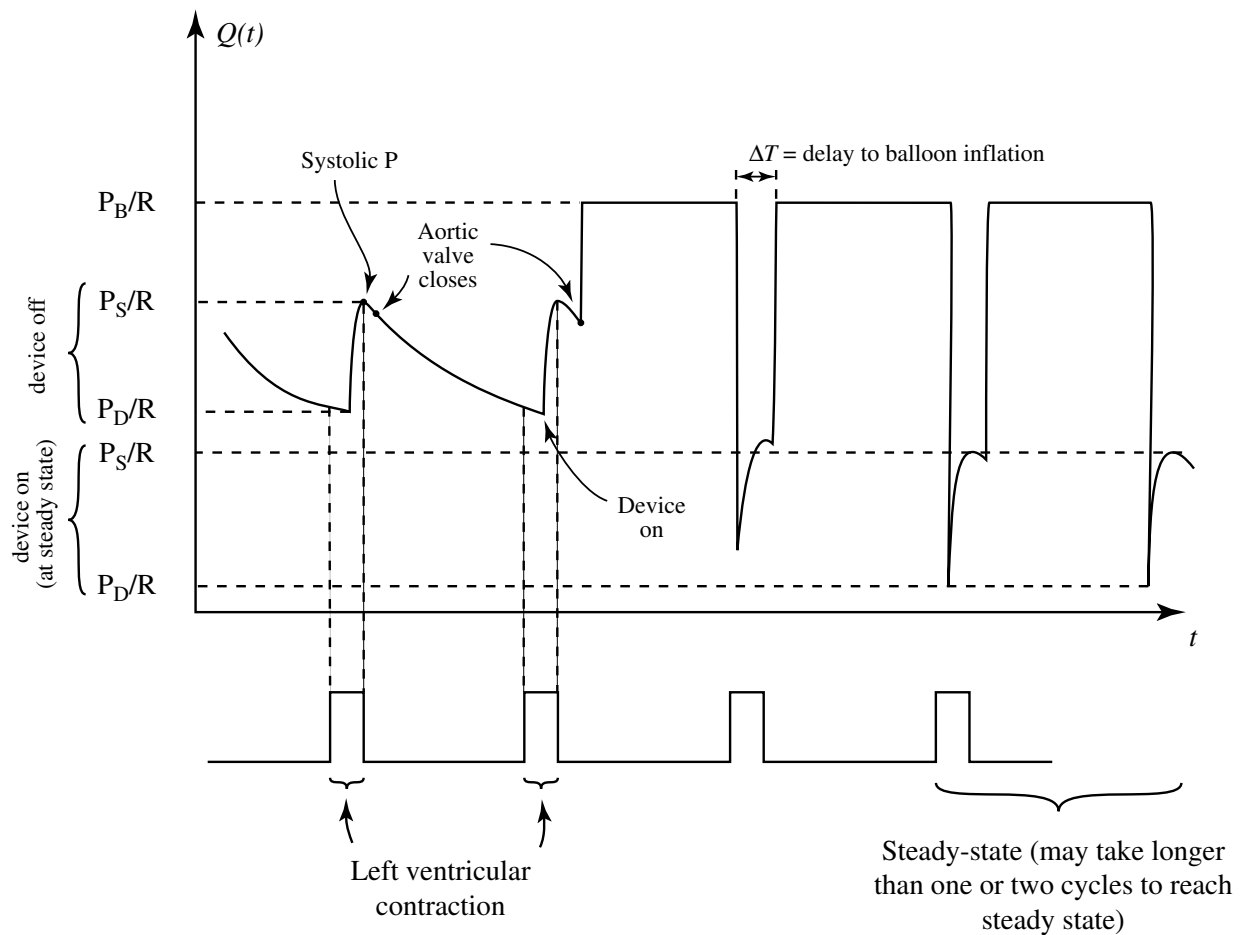 Q(t)
ΔT = delay to balloon inflation
Systolic P
P_B/R
Aortic
valve
closes
device off
P_S/R
P_D/R
device on
(at steady state)
P_S/R
P_D/R
Device
on
t
Left ventricular
contraction
Steady-state (may take longer
than one or two cycles to reach
steady state)